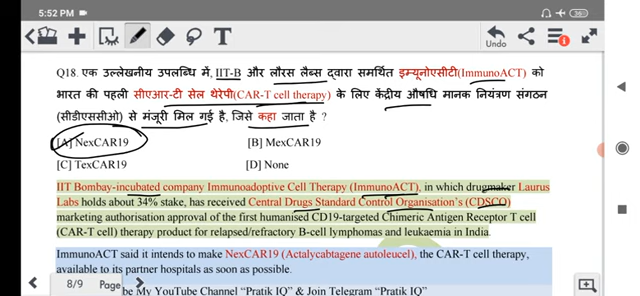 5:52 PM
36
Undo
Q18. एक उल्लेखनीय उपलब्धि में, IIT-B और लौरस लैब्स द्वारा समर्थित इम्यूनोएसीटी(ImmunoACT) को
भारत की पहली सीएआर-टी सेल थेरेपी(CAR-T cell therapy) के लिए केंद्रीय औषधि मानक नियंत्रण संगठन
(सीडीएससीओ) से मंजूरी मिल गई है, जिसे कहा जाता है ?
[A] NexCAR19
[B] MexCAR19
[C] TexCAR19
[D] None
IIT Bombay-incubated company Immunoadoptive Cell Therapy (ImmunoACT), in which drugmaker Laurus
Labs holds about 34% stake, has received Central Drugs Standard Control Organisation's (CDSCO)
marketing authorisation approval of the first humanised CD19-targeted Chimeric Antigen Receptor T cell
(CAR-T cell) therapy product for relapsed/refractory B-cell lymphomas and leukaemia in India.
ImmunoACT said it intends to make NexCAR19 (Actalycabtagene autoleucel), the CAR-T cell therapy,
available to its partner hospitals as soon as possible.
be My YouTube Channel "Pratik IQ" & Join Telegram "Pratik IQ"
8/9
Page